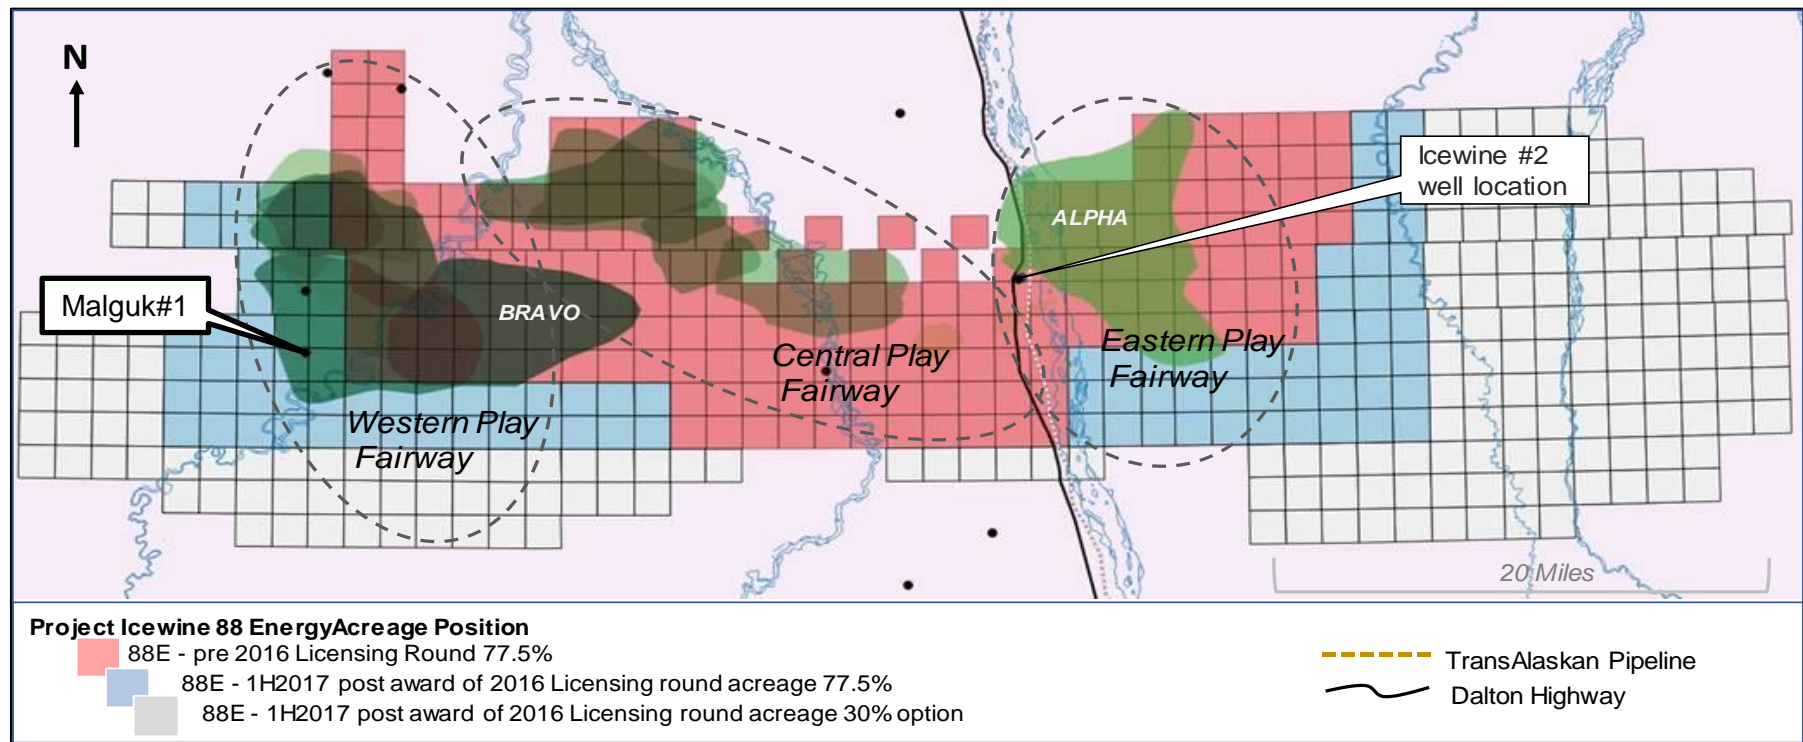 N
Icewine #2
well location
ALPHA
Malguk#1
BRAVO
Central Play
Fairway
Eastern Play
Fairway
Western Play
Fairway
20 Miles
Project Icewine 88 EnergyAcreage Position
88E - pre 2016 Licensing Round 77.5%
88E - 1H2017 post award of 2016 Licensing round acreage 77.5%
88E - 1H2017 post award of 2016 Licensing round acreage 30% option
TransAlaskan Pipeline
Dalton Highway